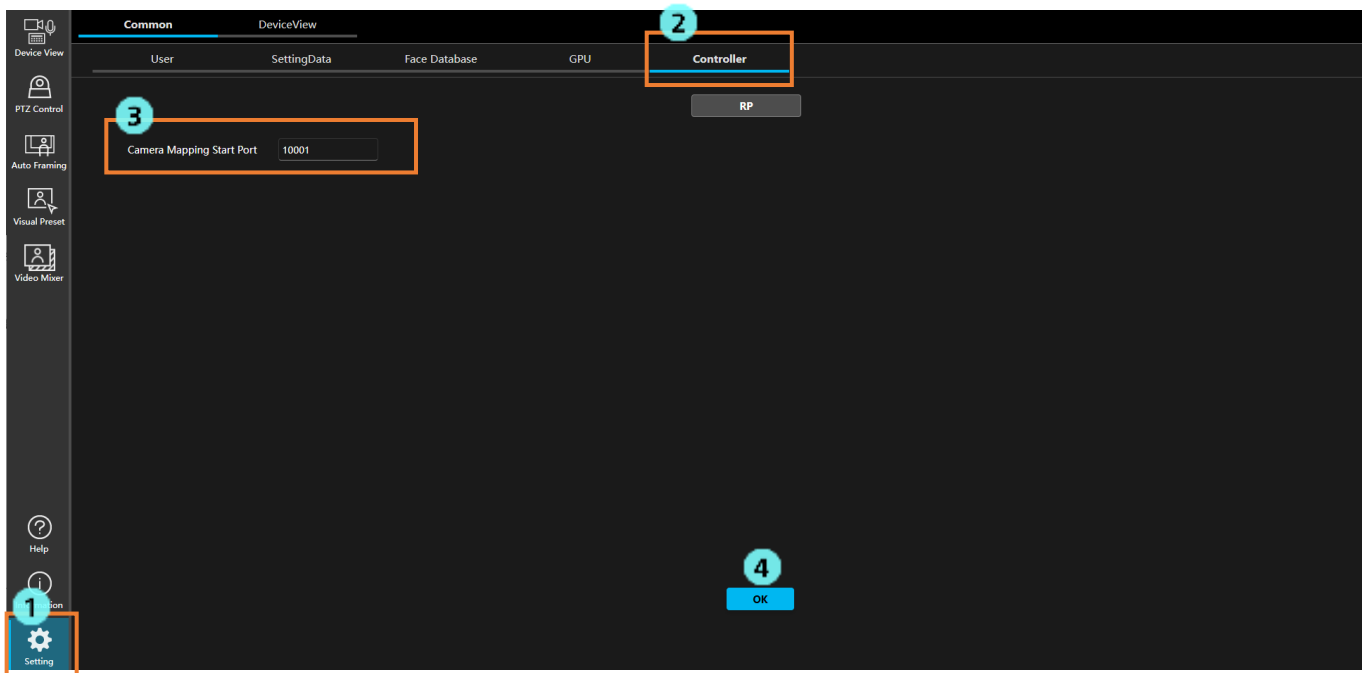 Common
DeviceView
2
Device View
User
SettingData
Face Database
GPU
Controller
PTZ Control
3
RP
Camera Mapping Start Port
10001
Auto Framing
Visual Preset
Video Mixer
?
Help
4
i
1
OK
Setting